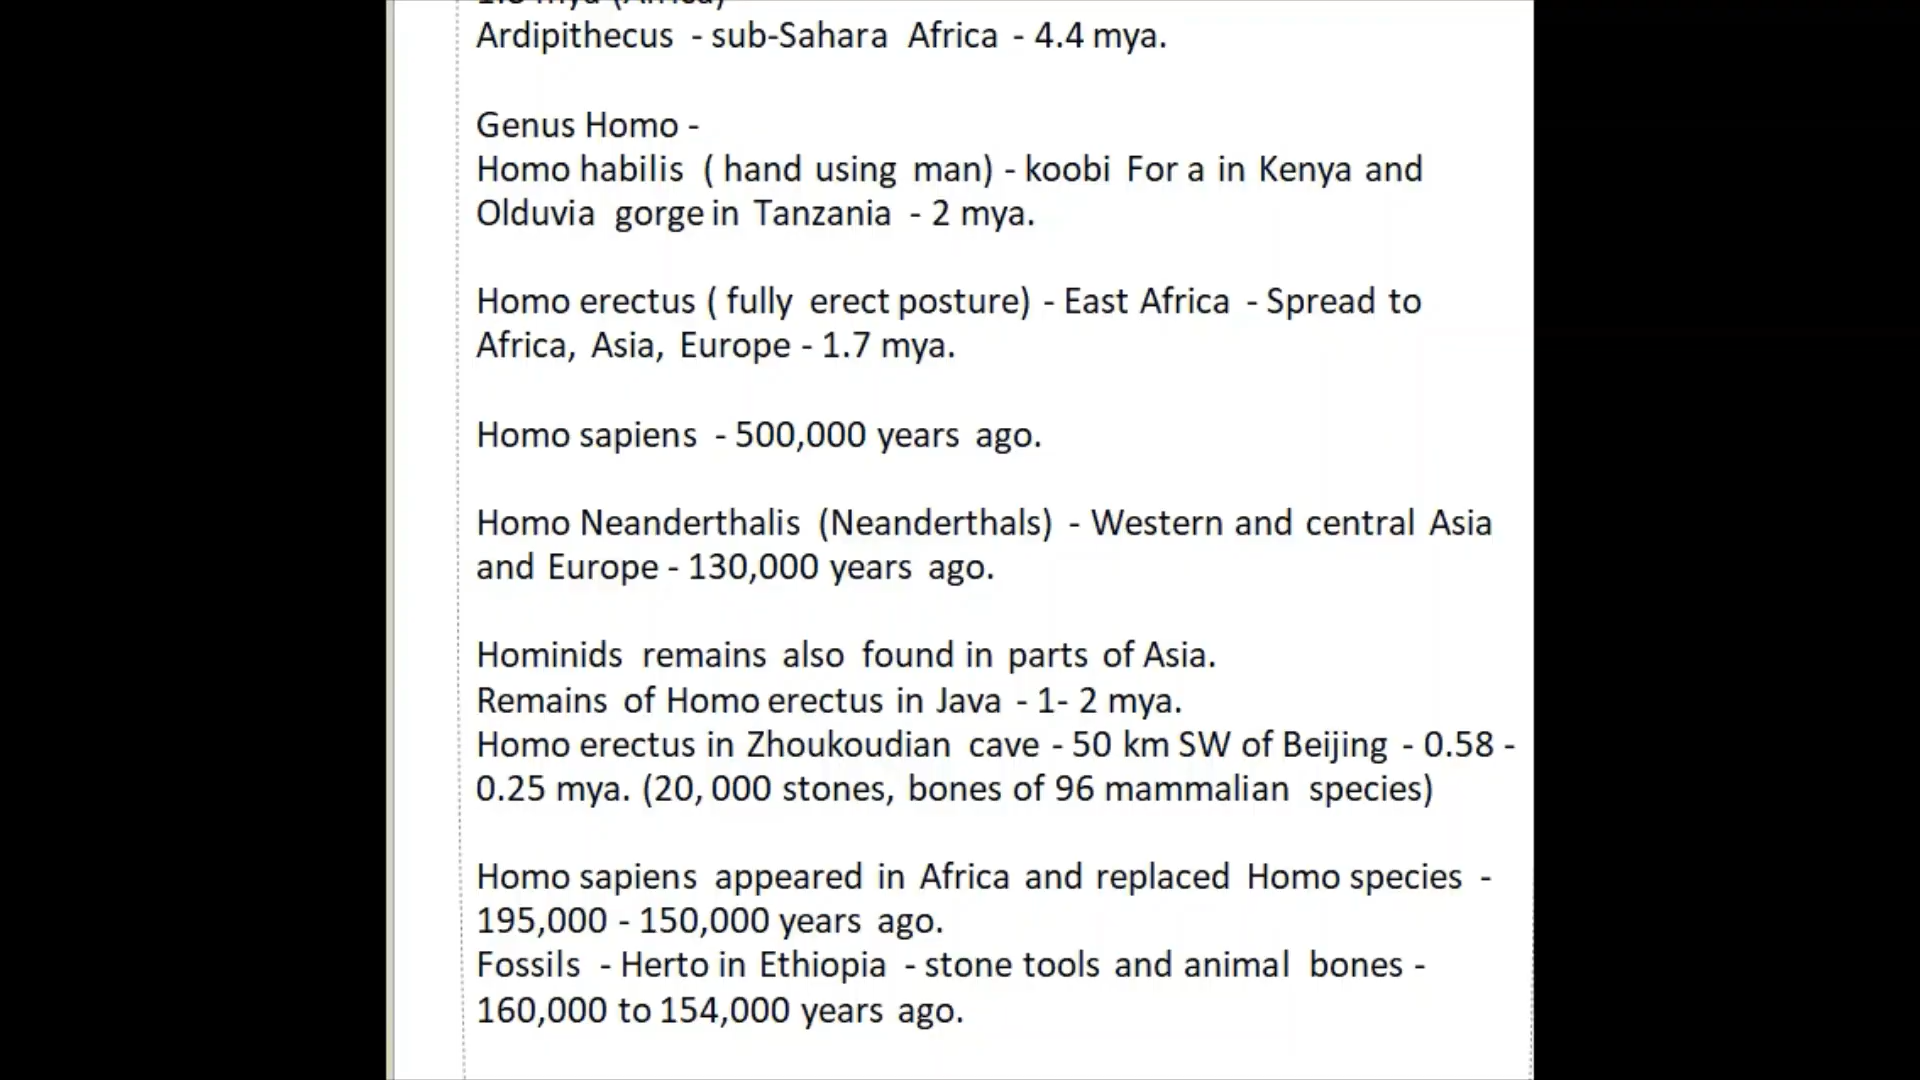 Ardipithecus - sub-Sahara Africa - 4.4 mya.
Genus Homo -
Homo habilis ( hand using man) - koobi For a in Kenya and
Olduvia gorge in Tanzania - 2 mya.
Homo erectus ( fully erect posture) - East Africa - Spread to
Africa, Asia, Europe - 1.7 mya.
Homo sapiens - 500,000 years ago.
Homo Neanderthalis (Neanderthals) - Western and central Asia
and Europe - 130,000 years ago.
Hominids remains also found in parts of Asia.
Remains of Homo erectus in Java - 1- 2 mya.
Homo erectus in Zhoukoudian cave - 50 km SW of Beijing - 0.58 -
0.25 mya. (20, 000 stones, bones of 96 mammalian species)
Homo sapiens appeared in Africa and replaced Homo species -
195,000 - 150,000 years ago.
Fossils - Herto in Ethiopia - stone tools and animal bones -
160,000 to 154,000 years ago.